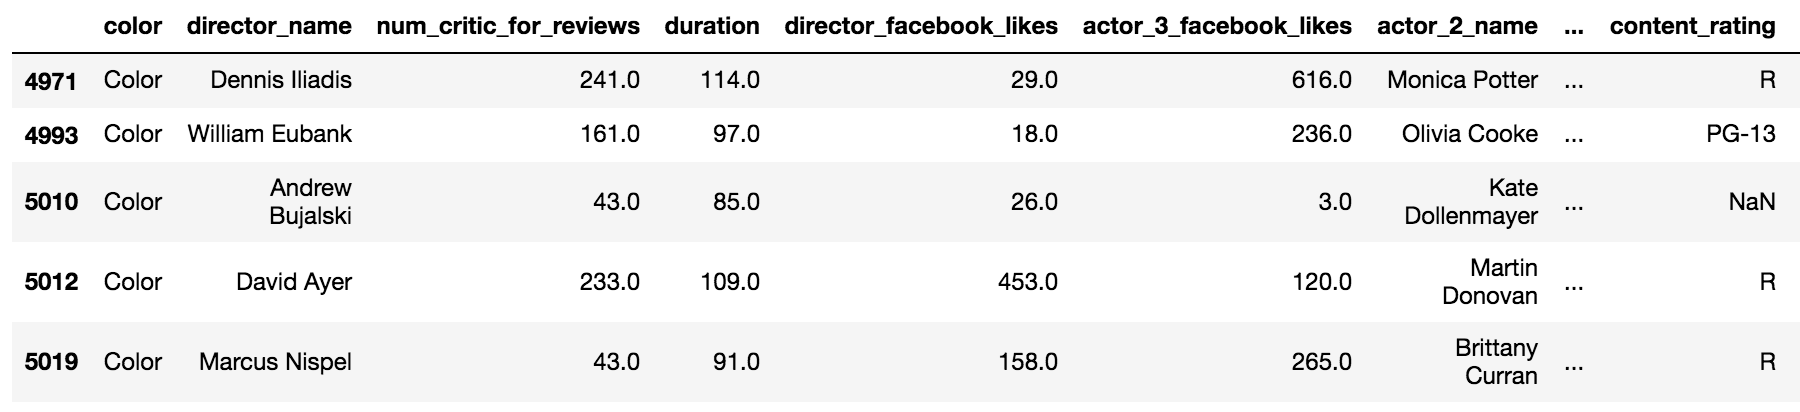 color director_name num_critic_for_reviews duration director_facebook_likes actor_3_facebook_likes actor_2_name ... content_rating
4971 Color Dennis Iliadis 241.0 114.0 29.0 616.0 Monica Potter ... R
4993 Color William Eubank 161.0 97.0 18.0 236.0 Olivia Cooke ... PG-13
5010 Color Andrew Bujalski 43.0 85.0 26.0 3.0 Kate Dollenmayer ... NaN
5012 Color David Ayer 233.0 109.0 453.0 120.0 Martin Donovan ... R
5019 Color Marcus Nispel 43.0 91.0 158.0 265.0 Brittany Curran ... R